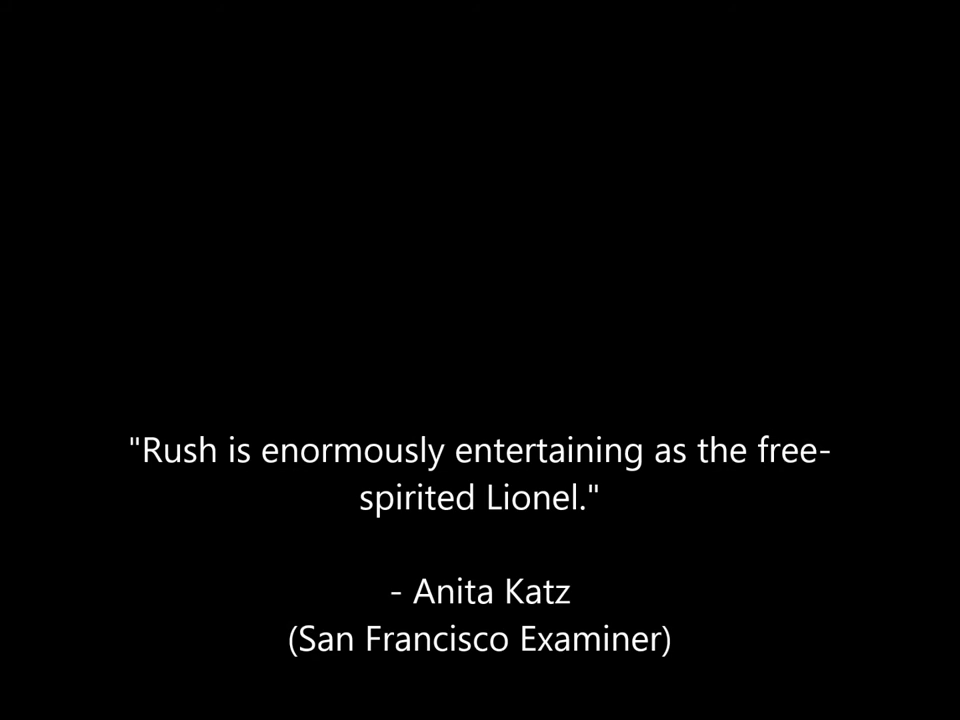 "Rush is enormously entertaining as the free-
spirited Lionel."
- Anita Katz
(San Francisco Examiner)